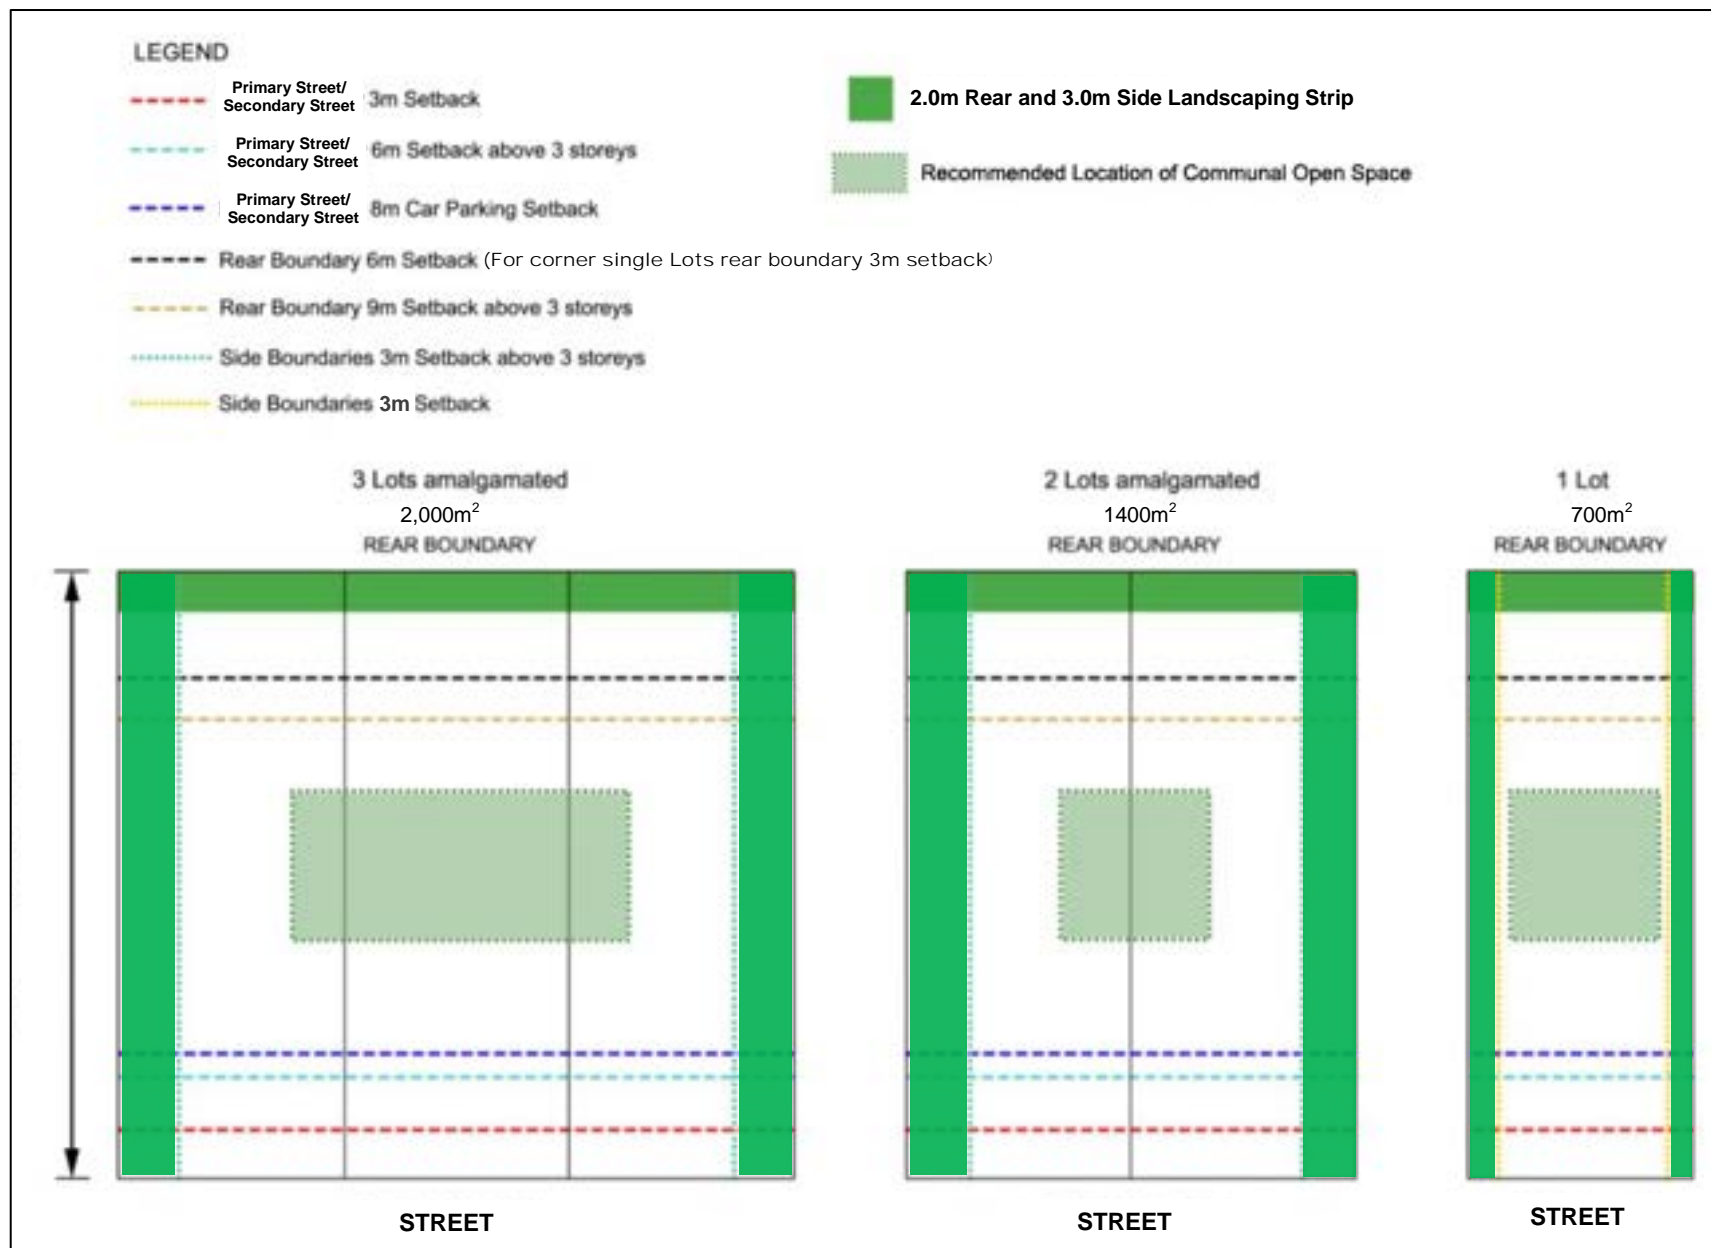 LEGEND
Primary Street/
Secondary Street 3m Setback
Primary Street/
Secondary Street 6m Setback above 3 storeys
Primary Street/
Secondary Street 8m Car Parking Setback
Rear Boundary 6m Setback (For corner single Lots rear boundary 3m setback)
Rear Boundary 9m Setback above 3 storeys
Side Boundaries 3m Setback above 3 storeys
Side Boundaries 3m Setback
2.0m Rear and 3.0m Side Landscaping Strip
Recommended Location of Communal Open Space
3 Lots amalgamated
2,000m²
REAR BOUNDARY
STREET
2 Lots amalgamated
1400m²
REAR BOUNDARY
STREET
1 Lot
700m²
REAR BOUNDARY
STREET